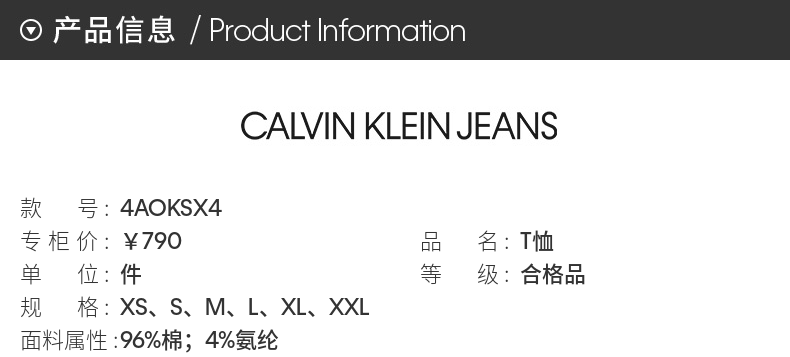 产品信息 / Product Information
CALVIN KLEIN JEANS
款 号: 4AOKSX4
专柜价: ￥790 品 名: T恤
单 位: 件 等 级: 合格品
规 格: XS、S、M、L、XL、XXL
面料属性:96%棉；4%氨纶